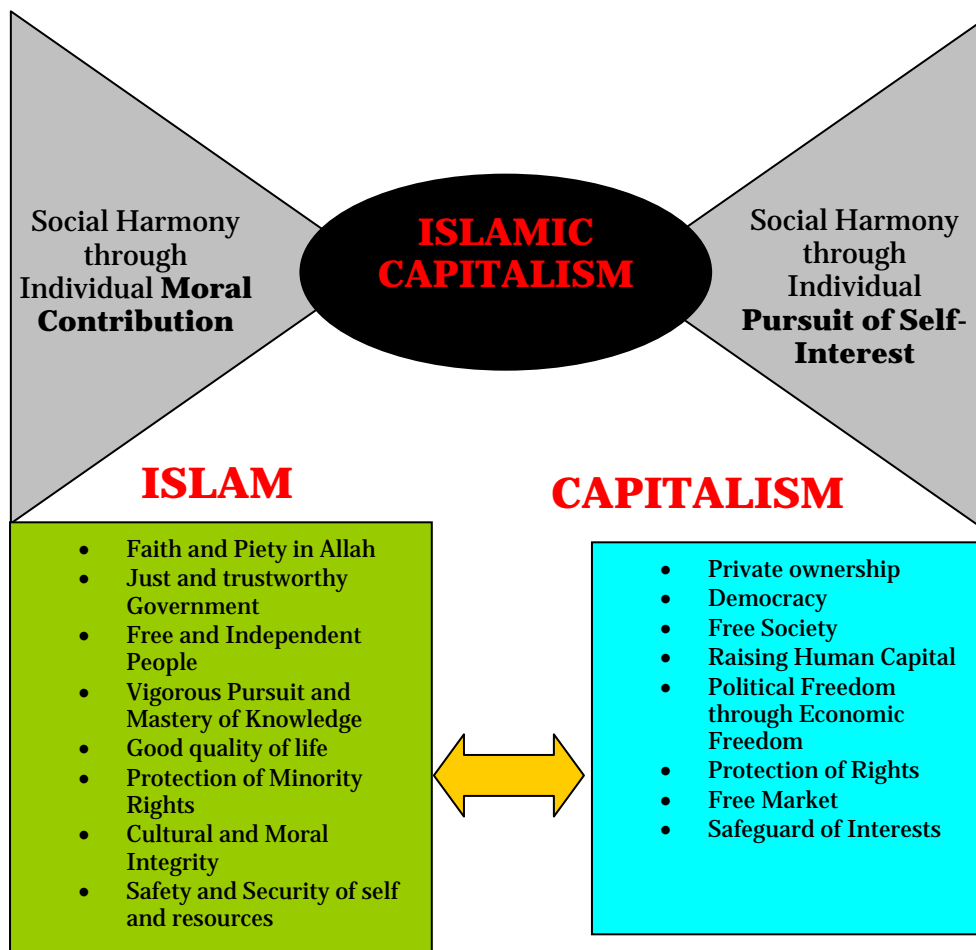 Social Harmony
through
Individual Moral
Contribution
ISLAMIC
CAPITALISM
Social Harmony
through
Individual
Pursuit of Self-
Interest
ISLAM
• Faith and Piety in Allah
• Just and trustworthy
Government
• Free and Independent
People
• Vigorous Pursuit and
Mastery of Knowledge
• Good quality of life
• Protection of Minority
Rights
• Cultural and Moral
Integrity
• Safety and Security of self
and resources
CAPITALISM
• Private ownership
• Democracy
• Free Society
• Raising Human Capital
• Political Freedom
through Economic
Freedom
• Protection of Rights
• Free Market
• Safeguard of Interests